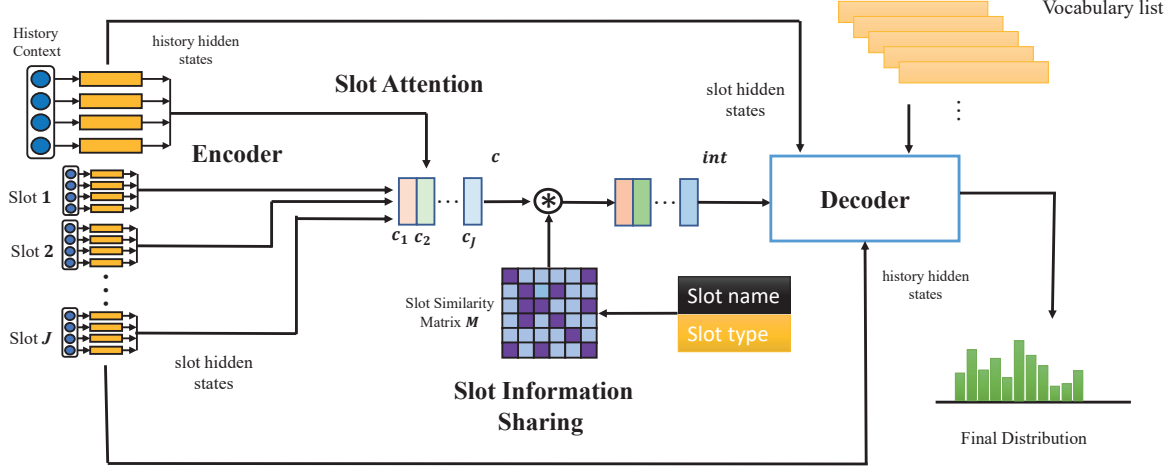 Vocabulary list
History
Context
history hidden
states
Slot Attention
slot hidden
states
Encoder
c
int
Slot 1
Decoder
Slot 2
c₁ c₂ ... c_J
...
history hidden
states
Slot Similarity
Matrix M
Slot name
Slot type
Slot J
slot hidden
states
Slot Information
Sharing
Final Distribution